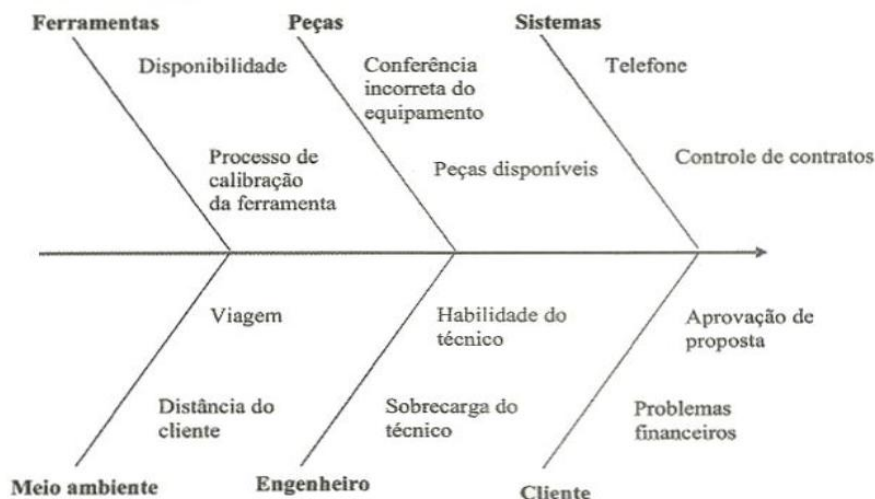 Ferramentas
Peças
Sistemas
Disponibilidade
Conferência
incorreta do
equipamento
Telefone
Processo de
calibração
da ferramenta
Peças disponíveis
Controle de contratos
Viagem
Habilidade do
técnico
Aprovação de
proposta
Distância do
cliente
Sobrecarga do
técnico
Problemas
financeiros
Meio ambiente
Engenheiro
Cliente